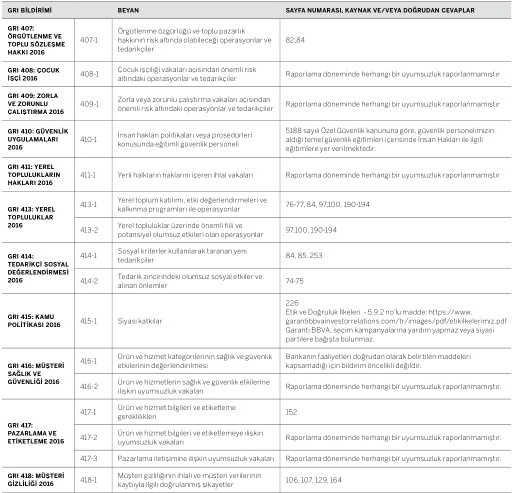 GRI BİLDİRİMİ BEYAN SAYFA NUMARASI, KAYNAK VE/VEYA DOĞRUDAN CEVAPLAR
GRI 407:
ÖRGÜTLENME VE
TOPLU SÖZLEŞME
HAKKI 2016
407-1
Örgütlenme özgürlüğü ve toplu pazarlık
hakkının risk altında olabileceği operasyonlar ve
tedarikçiler
82,84
GRI 408: ÇOCUK
İŞÇİ 2016
408-1
Çocuk işçiliği vakaları açısından önemli risk
altındaki operasyonlar ve tedarikçiler
Raporlama döneminde herhangi bir uyumsuzluk raporlanmamıştır
GRI 409: ZORLA
VE ZORUNLU
ÇALIŞTIRMA 2016
409-1
Zorla veya zorunlu çalıştırma vakaları açısından
önemli risk altındaki operasyonlar ve tedarikçiler
Raporlama döneminde herhangi bir uyumsuzluk raporlanmamıştır
GRI 410: GÜVENLİK
UYGULAMALARI
2016
410-1
İnsan hakları politikaları veya prosedürleri
konusunda eğitimli güvenlik personeli
5188 sayılı Özel Güvenlik kanununa göre, güvenlik personelimizin
aldığı temel güvenlik eğitimleri içerisinde İnsan Hakları ile ilgili
eğitimlere yer verilmektedir.
GRI 411: YEREL
TOPLULUKLARIN
HAKLARI 2016
411-1
Yerli halkların haklarını içeren ihlal vakaları
Raporlama döneminde herhangi bir uyumsuzluk raporlanmamıştır
GRI 413: YEREL
TOPLULUKLAR
2016
413-1
Yerel toplum katılımı, etki değerlendirmeleri ve
kalkınma programları ile operasyonlar
76-77, 84, 97,100, 190-194
413-2
Yerel topluluklar üzerinde önemli fiili ve
potansiyel olumsuz etkileri olan operasyonlar
97,100, 190-194
GRI 414:
TEDARİKÇİ SOSYAL
DEĞERLENDİRMESİ
2016
414-1
Sosyal kriterler kullanılarak taranan yeni
tedarikçiler
84, 85, 253
414-2
Tedarik zincirindeki olumsuz sosyal etkiler ve
alınan önlemler
74-75
GRI 415: KAMU
POLİTİKASI 2016
415-1
Siyasi katkılar
226
Etik ve Doğruluk İlkeleri - 5.9.2 no'lu madde: https://www.
garantibbvainvestorrelations.com/tr/images/pdf/etikilkelerimiz.pdf
Garanti BBVA, seçim kampanyalarına yardım yapmaz veya siyasi
partilere bağışta bulunmaz.
GRI 416: MÜŞTERİ
SAĞLIK VE
GÜVENLİĞİ 2016
416-1
Ürün ve hizmet kategorilerinin sağlık ve güvenlik
etkilerinin değerlendirilmesi
Bankanın faaliyetleri doğrudan olarak belirtilen maddeleri
kapsamadığı için bildirim öncelikli değildir.
416-2
Ürün ve hizmetlerin sağlık ve güvenlik etkilerine
ilişkin uyumsuzluk vakaları
Raporlama döneminde herhangi bir uyumsuzluk raporlanmamıştır.
GRI 417:
PAZARLAMA VE
ETİKETLEME 2016
417-1
Ürün ve hizmet bilgileri ve etiketleme
gereklilikleri
152
417-2
Ürün ve hizmet bilgileri ve etiketlemeye ilişkin
uyumsuzluk vakaları
Raporlama döneminde herhangi bir uyumsuzluk raporlanmamıştır.
417-3
Pazarlama iletişimine ilişkin uyumsuzluk vakaları
Raporlama döneminde herhangi bir uyumsuzluk raporlanmamıştır.
GRI 418: MÜŞTERİ
GİZLİLİĞİ 2016
418-1
Müşteri gizliliğinin ihlali ve müşteri verilerinin
kaybıyla ilgili doğrulanmış şikayetler
106, 107, 129, 164